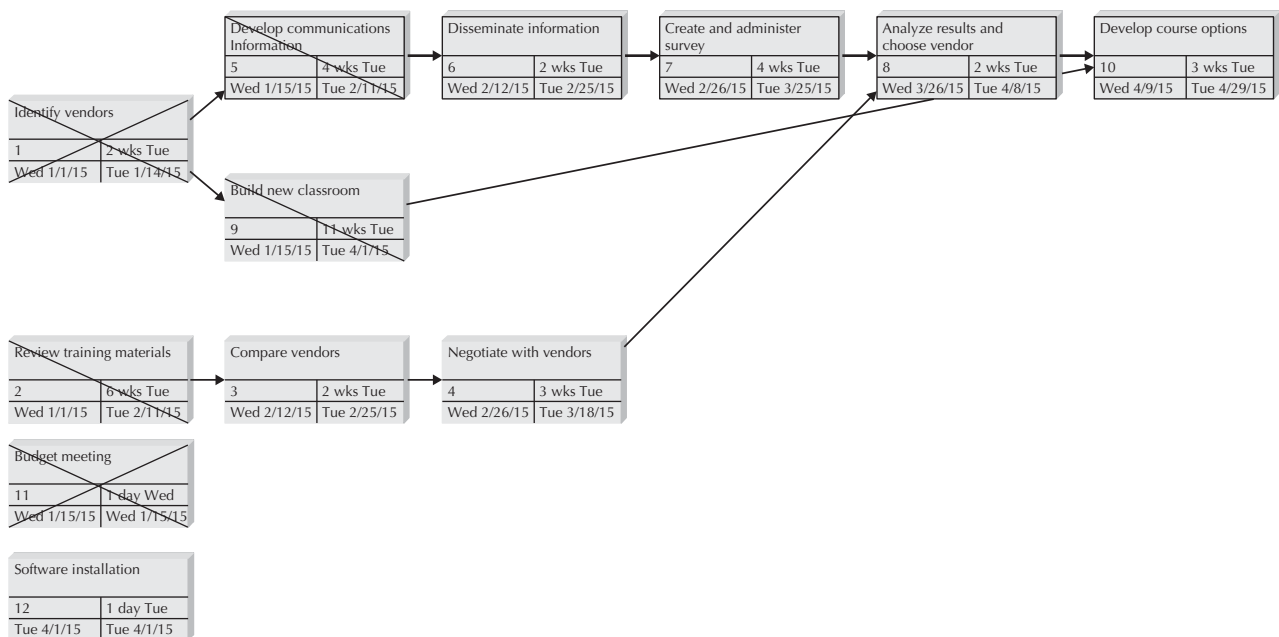 Develop communications
Information
5 4 wks Tue
Wed 1/15/15 Tue 2/11/15
Disseminate information
6 2 wks Tue
Wed 2/12/15 Tue 2/25/15
Create and administer
survey
7 4 wks Tue
Wed 2/26/15 Tue 3/25/15
Analyze results and
choose vendor
8 2 wks Tue
Wed 3/26/15 Tue 4/8/15
Develop course options
10 3 wks Tue
Wed 4/9/15 Tue 4/29/15
Identify vendors
1 2 wks Tue
Wed 1/1/15 Tue 1/14/15
Build new classroom
9 11 wks Tue
Wed 1/15/15 Tue 4/1/15
Review training materials
2 6 wks Tue
Wed 1/1/15 Tue 2/11/15
Compare vendors
3 2 wks Tue
Wed 2/12/15 Tue 2/25/15
Negotiate with vendors
4 3 wks Tue
Wed 2/26/15 Tue 3/18/15
Budget meeting
11 1 day Wed
Wed 1/15/15 Wed 1/15/15
Software installation
12 1 day Tue
Tue 4/1/15 Tue 4/1/15